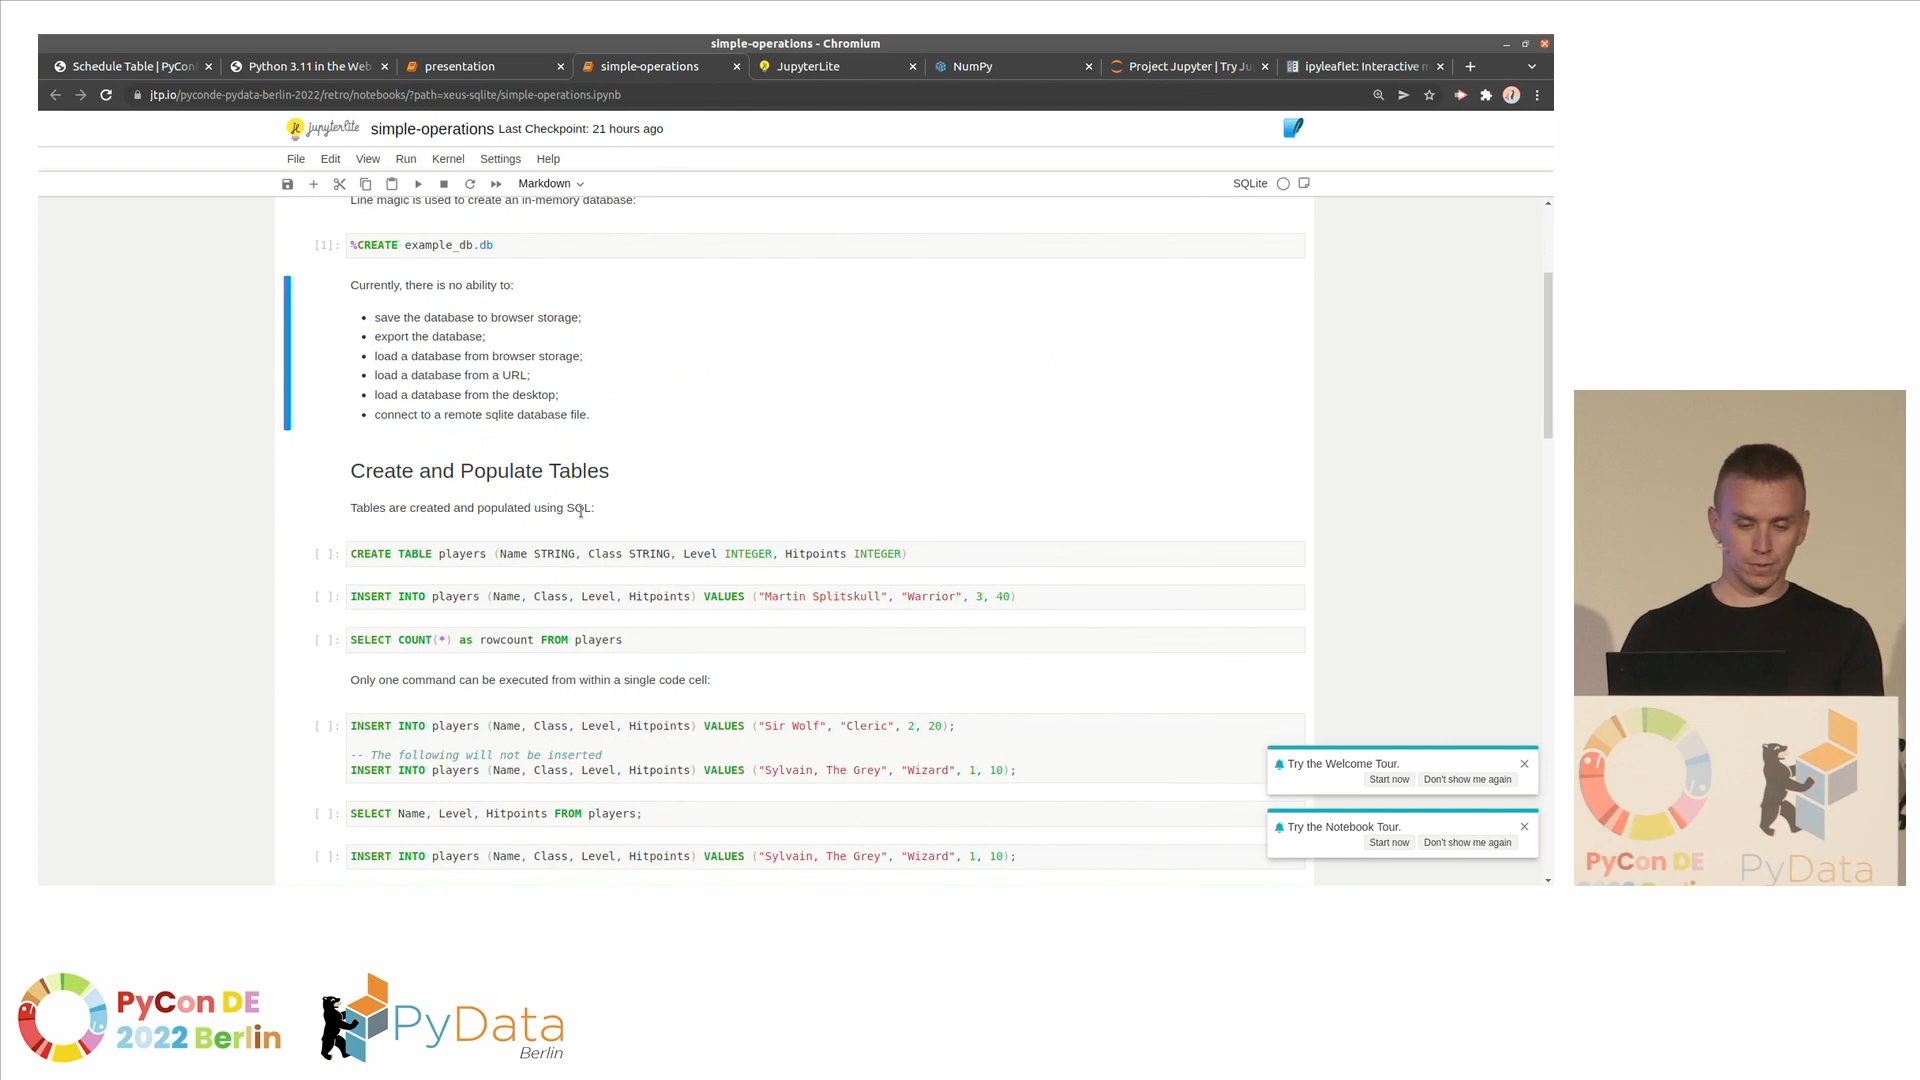 simple-operations - Chromium
Schedule Table | PyCon
Python 3.11 in the Web
presentation
simple-operations
JupyterLite
NumPy
Project Jupyter | Try Ju
ipyleaflet: Interactive m
jtp.io/pyconde-pydata-berlin-2022/retro/notebooks/?path=xeus-sqlite/simple-operations.ipynb
jupyterlite simple-operations Last Checkpoint: 21 hours ago
File Edit View Run Kernel Settings Help
Markdown
SQLite
Line magic is used to create an in-memory database:
[1]: %CREATE example_db.db
Currently, there is no ability to:
• save the database to browser storage;
• export the database;
• load a database from browser storage;
• load a database from a URL;
• load a database from the desktop;
• connect to a remote sqlite database file.
Create and Populate Tables
Tables are created and populated using SQL:
[ ]: CREATE TABLE players (Name STRING, Class STRING, Level INTEGER, Hitpoints INTEGER)
[ ]: INSERT INTO players (Name, Class, Level, Hitpoints) VALUES ("Martin Splitskull", "Warrior", 3, 40)
[ ]: SELECT COUNT(*) as rowcount FROM players
Only one command can be executed from within a single code cell:
[ ]: INSERT INTO players (Name, Class, Level, Hitpoints) VALUES ("Sir Wolf", "Cleric", 2, 20);
-- The following will not be inserted
INSERT INTO players (Name, Class, Level, Hitpoints) VALUES ("Sylvain, The Grey", "Wizard", 1, 10);
[ ]: SELECT Name, Level, Hitpoints FROM players;
[ ]: INSERT INTO players (Name, Class, Level, Hitpoints) VALUES ("Sylvain, The Grey", "Wizard", 1, 10);
Try the Welcome Tour.
Start now Don't show me again
Try the Notebook Tour.
Start now Don't show me again
PyCon DE
2022 Berlin
PyData
PyCon DE
2022 Berlin
PyData
Berlin